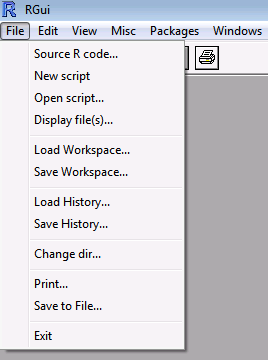 RGui
File Edit View Misc Packages Windows
Source R code...
New script
Open script...
Display file(s)...
Load Workspace...
Save Workspace...
Load History...
Save History...
Change dir...
Print...
Save to File...
Exit